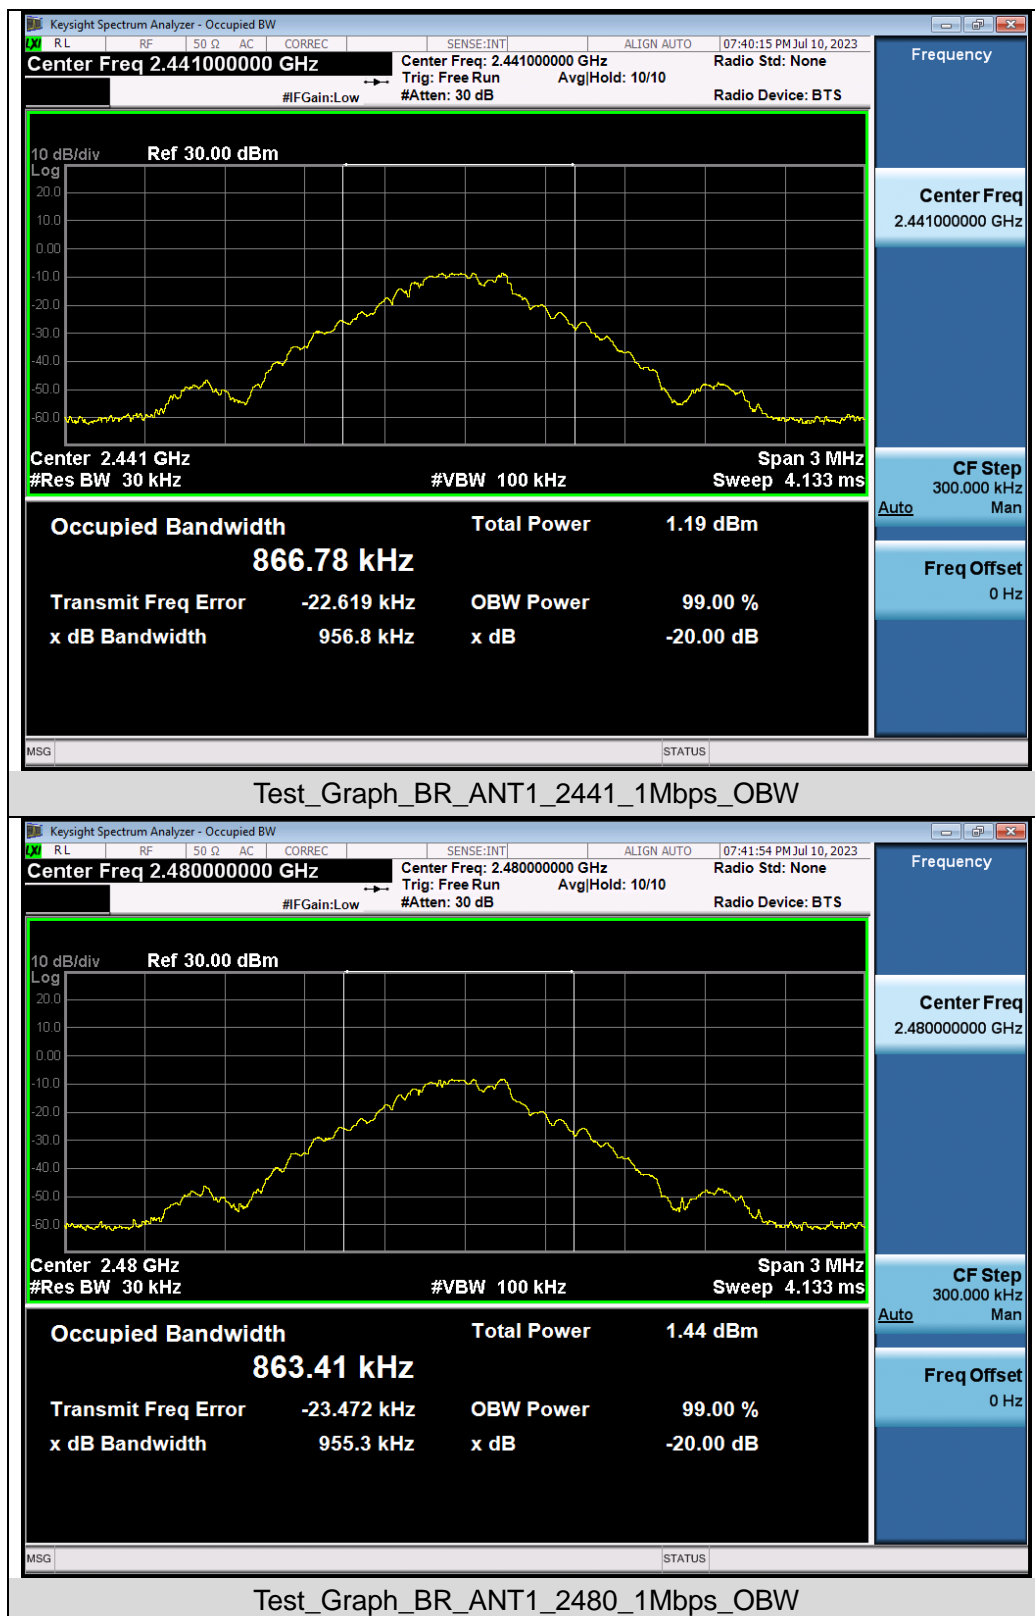 Keysight Spectrum Analyzer - Occupied BW
LXI RL RF 50 Ω AC CORREC SENSE:INT ALIGN AUTO 07:40:15 PM Jul 10, 2023
Center Freq 2.441000000 GHz
Center Freq: 2.441000000 GHz Radio Std: None
Trig: Free Run Avg|Hold: 10/10
#IFGain:Low #Atten: 30 dB Radio Device: BTS
Frequency
10 dB/div Ref 30.00 dBm
Log
20.0
10.0
0.00
-10.0
-20.0
-30.0
-40.0
-50.0
-60.0
Center 2.441 GHz Span 3 MHz
#Res BW 30 kHz #VBW 100 kHz Sweep 4.133 ms
Center Freq
2.441000000 GHz
CF Step
300.000 kHz
Auto Man
Freq Offset
0 Hz
Occupied Bandwidth Total Power 1.19 dBm
866.78 kHz
Transmit Freq Error -22.619 kHz OBW Power 99.00 %
x dB Bandwidth 956.8 kHz x dB -20.00 dB
MSG STATUS
Test_Graph_BR_ANT1_2441_1Mbps_OBW
Keysight Spectrum Analyzer - Occupied BW
LXI RL RF 50 Ω AC CORREC SENSE:INT ALIGN AUTO 07:41:54 PM Jul 10, 2023
Center Freq 2.480000000 GHz
Center Freq: 2.480000000 GHz Radio Std: None
Trig: Free Run Avg|Hold: 10/10
#IFGain:Low #Atten: 30 dB Radio Device: BTS
Frequency
10 dB/div Ref 30.00 dBm
Log
20.0
10.0
0.00
-10.0
-20.0
-30.0
-40.0
-50.0
-60.0
Center 2.48 GHz Span 3 MHz
#Res BW 30 kHz #VBW 100 kHz Sweep 4.133 ms
Center Freq
2.480000000 GHz
CF Step
300.000 kHz
Auto Man
Freq Offset
0 Hz
Occupied Bandwidth Total Power 1.44 dBm
863.41 kHz
Transmit Freq Error -23.472 kHz OBW Power 99.00 %
x dB Bandwidth 955.3 kHz x dB -20.00 dB
MSG STATUS
Test_Graph_BR_ANT1_2480_1Mbps_OBW